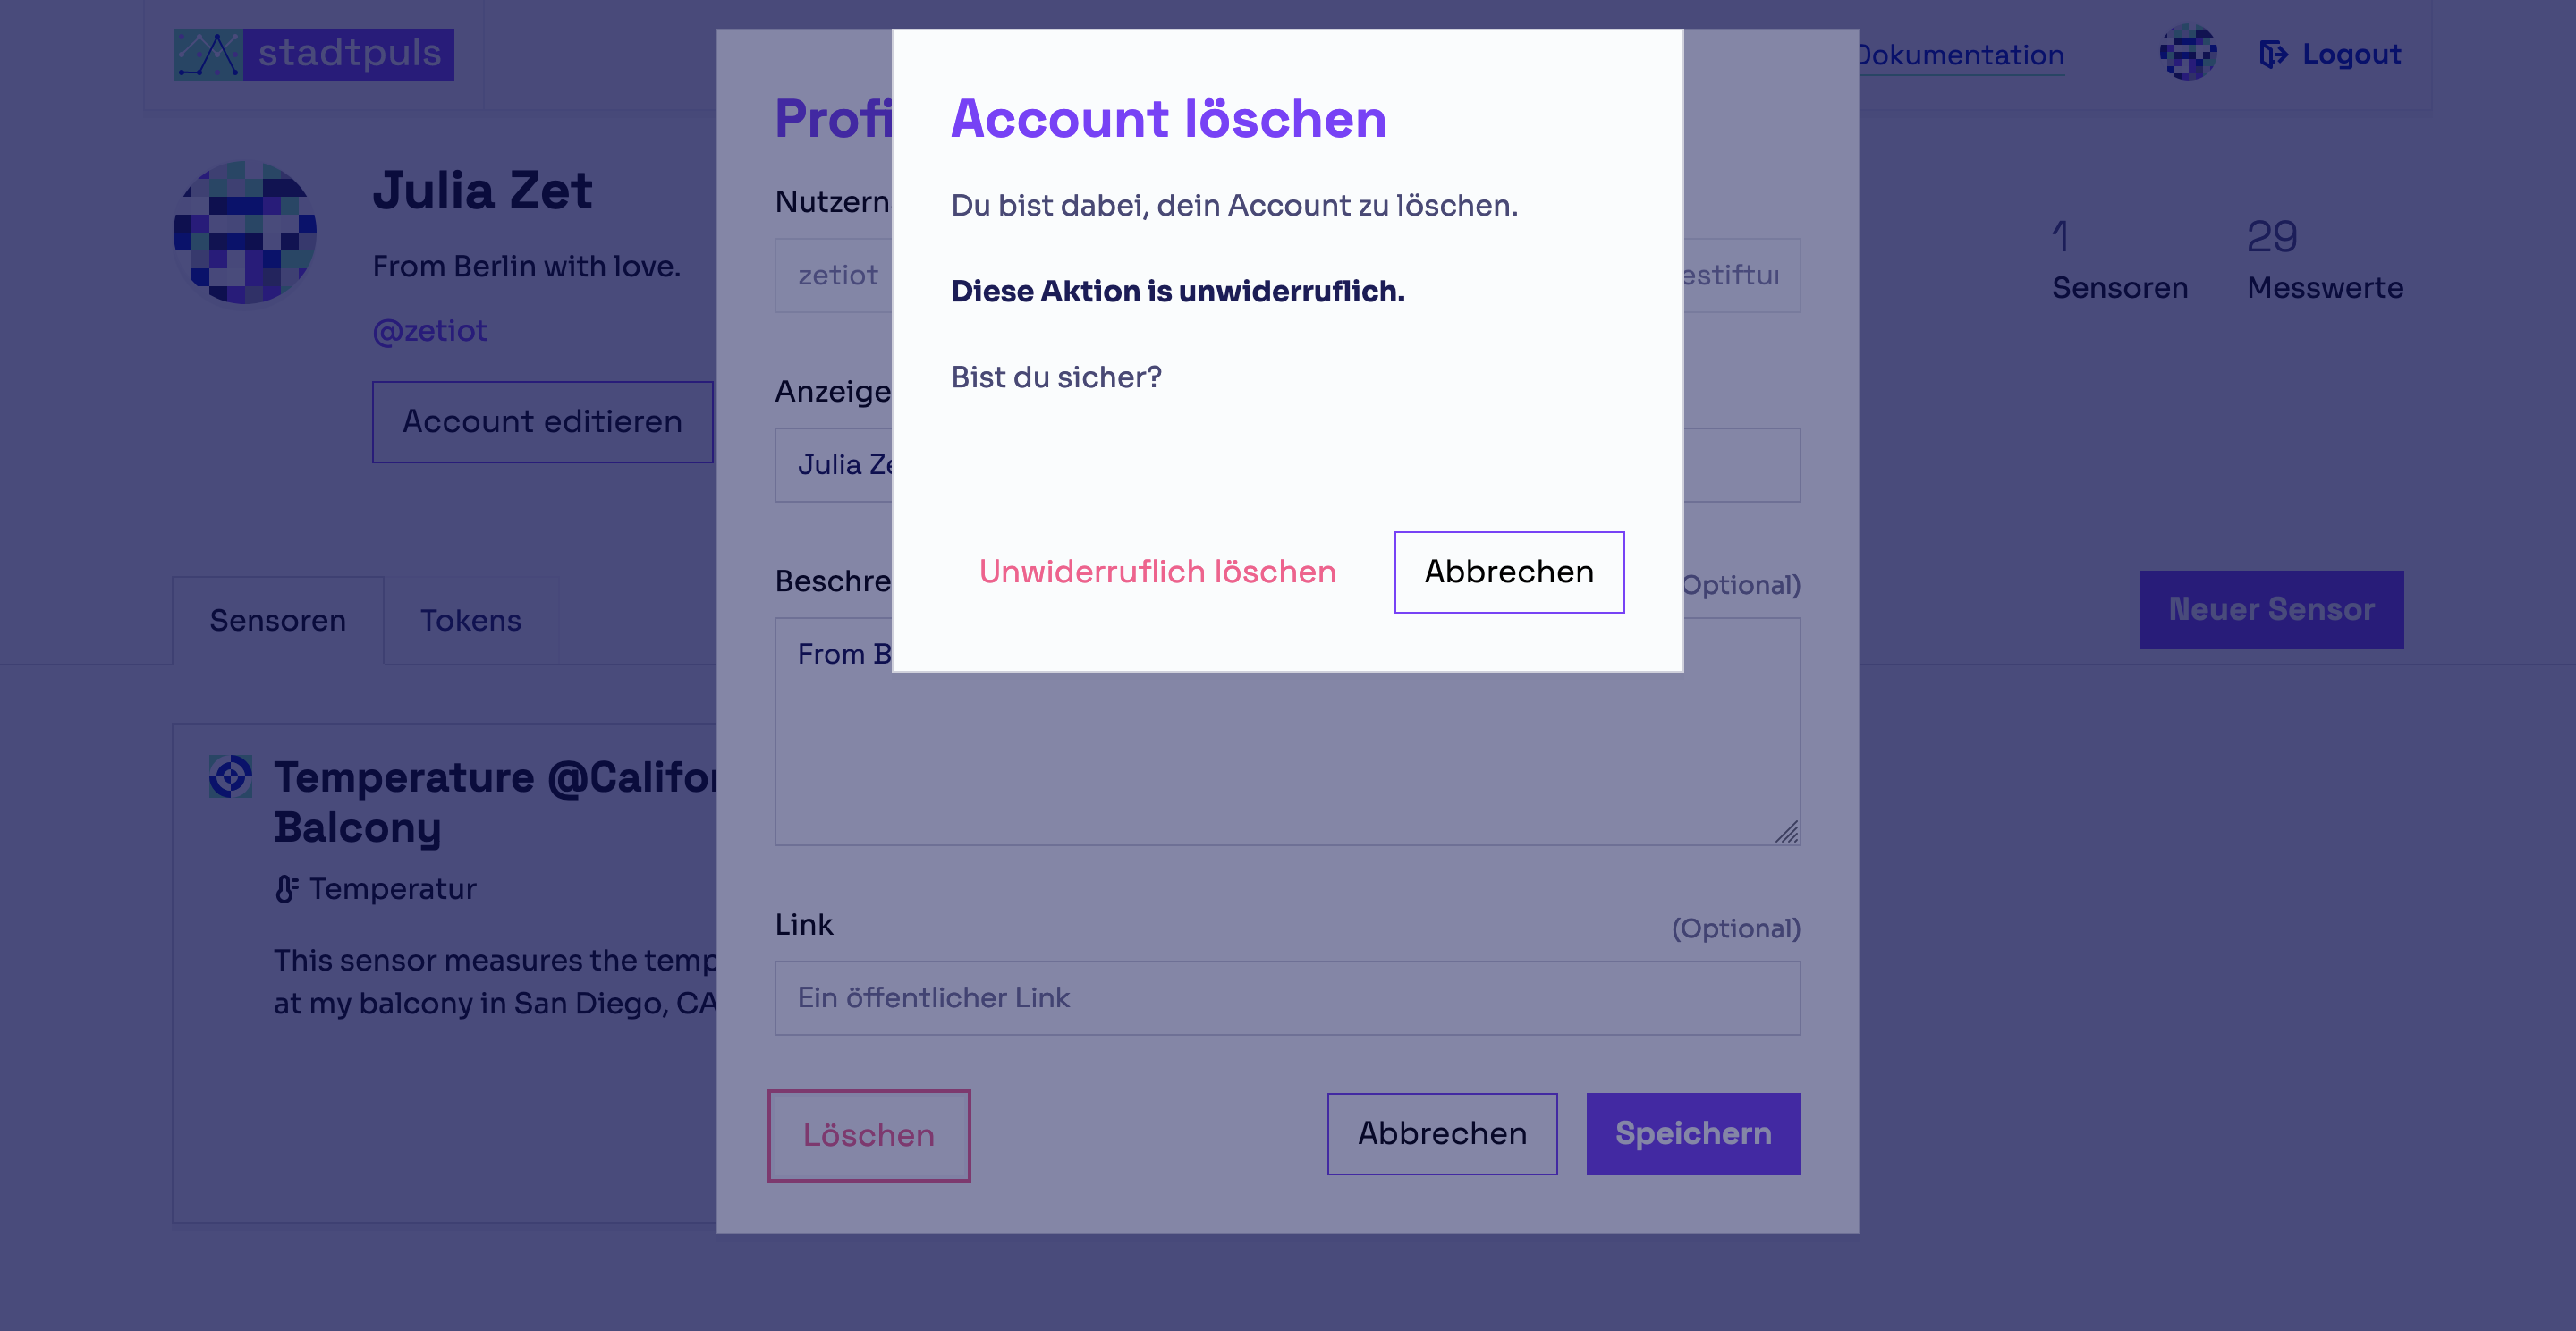 stadtpuls
Dokumentation
Logout
Julia Zet
From Berlin with love.
@zetiot
Account editieren
1
Sensoren
29
Messwerte
Sensoren
Tokens
Neuer Sensor
Temperature @Califor
Balcony
Temperatur
This sensor measures the temp
at my balcony in San Diego, CA
Profi
Nutzern
zetiot
estiftu
Anzeige
Julia Ze
Beschre
(Optional)
From B
Link
(Optional)
Ein öffentlicher Link
Löschen
Abbrechen
Speichern
Account löschen
Du bist dabei, dein Account zu löschen.
Diese Aktion is unwiderruflich.
Bist du sicher?
Unwiderruflich löschen
Abbrechen